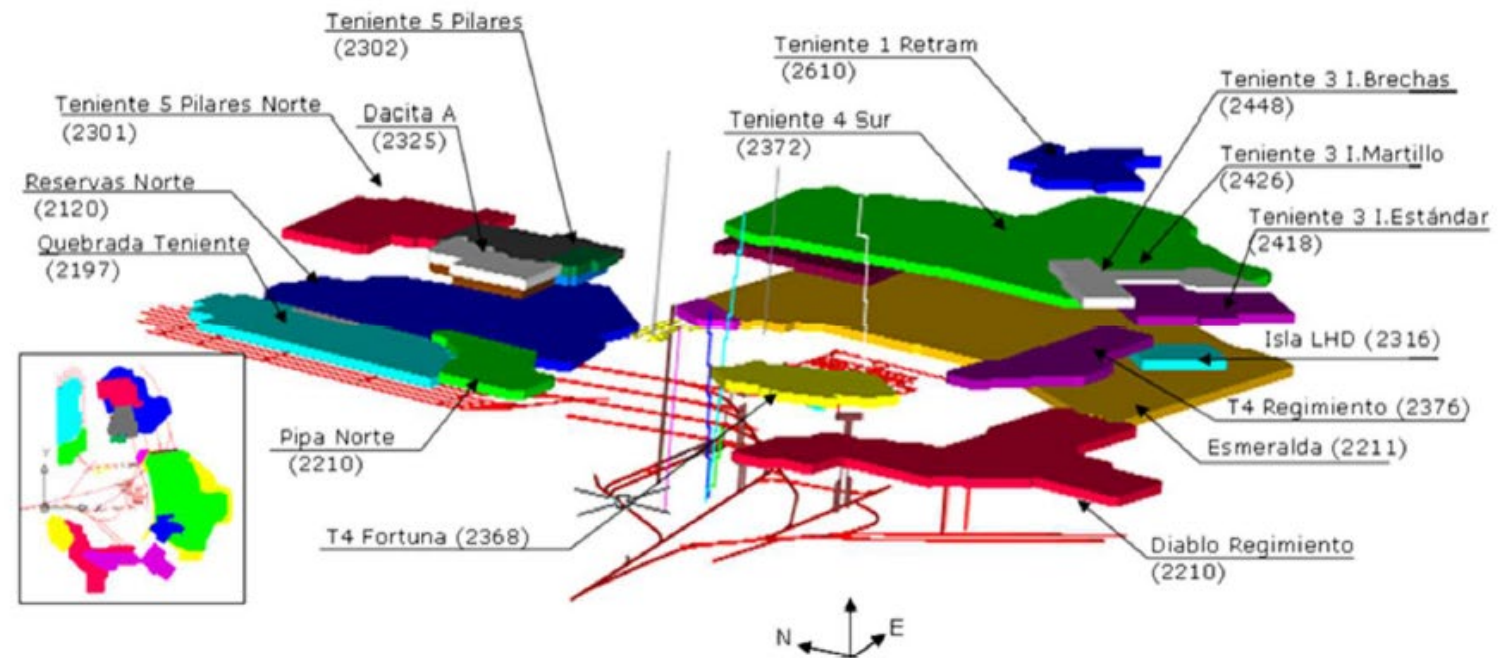 Teniente 5 Pilares
(2302)
Teniente 1 Retram
(2610)
Teniente 3 I.Brechas
(2448)
Teniente 5 Pilares Norte
(2301)
Dacita A
(2325)
Teniente 4 Sur
(2372)
Teniente 3 I.Martillo
(2426)
Reservas Norte
(2120)
Teniente 3 I.Estándar
(2418)
Quebrada Teniente
(2197)
Isla LHD (2316)
T4 Regimiento (2376)
Pipa Norte
(2210)
Esmeralda (2211)
T4 Fortuna (2368)
Diablo Regimiento
(2210)
N
E